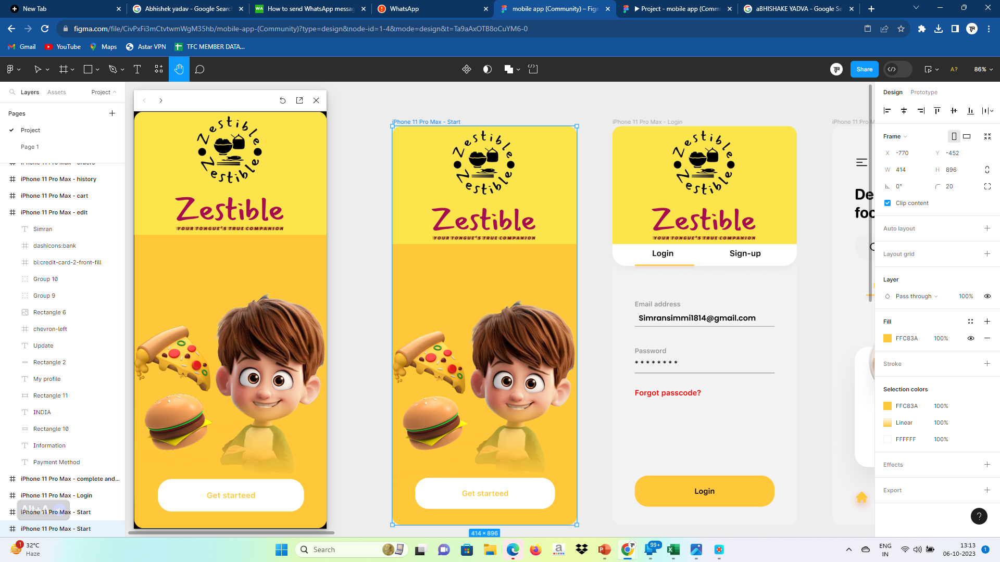 New Tab
Abhishek yadav - Google Searc
How to send WhatsApp messag
WhatsApp
mobile app (Community) – Figm
▶ Project - mobile app (Comm
aBHISHAKE YADVA - Google Se
figma.com/file/CivPxFi3mCtvtwmWgM35hb/mobile-app-(Community)?type=design&node-id=1-4&mode=design&t=Ta9aAxOTB8oCuYM6-0
Gmail
YouTube
Maps
Astar VPN
TFC MEMBER DATA...
Share
A?
86%
Layers
Assets
Project
Pages
Project
Page 1
iPhone 11 Pro Max - orders
iPhone 11 Pro Max - history
iPhone 11 Pro Max - cart
iPhone 11 Pro Max - edit
Simran
dashicons:bank
bi:credit-card-2-front-fill
Group 10
Group 9
Rectangle 6
chevron-left
Update
Rectangle 2
My profile
Rectangle 11
INDIA
Rectangle 10
Information
Payment Method
iPhone 11 Pro Max - complete and...
iPhone 11 Pro Max - Login
iPhone 11 Pro Max - Start
Alt+A
iPhone 11 Pro Max - Start
Zestible
Zestible
Zestible
YOUR TONGUE'S TRUE COMPANION
Get starteed
iPhone 11 Pro Max - Start
Zestible
Zestible
Zestible
YOUR TONGUE'S TRUE COMPANION
Get starteed
414 × 896
iPhone 11 Pro Max - Login
Zestible
Zestible
Zestible
YOUR TONGUE'S TRUE COMPANION
Login
Sign-up
Email address
Simransimmi1814@gmail.com
Password
* * * * * * * *
Forgot passcode?
Login
iPhone 11 Pro M
De
foo
Design
Prototype
Frame
X -770
Y -452
W 414
H 896
0°
20
Clip content
Auto layout
Layout grid
Layer
Pass through
100%
Fill
FFC83A 100%
Stroke
Selection colors
FFC83A 100%
Linear 100%
FFFFFF 100%
Effects
Export
?
1
32°C
Haze
Search
99+
ENG
IN
13:13
06-10-2023
1